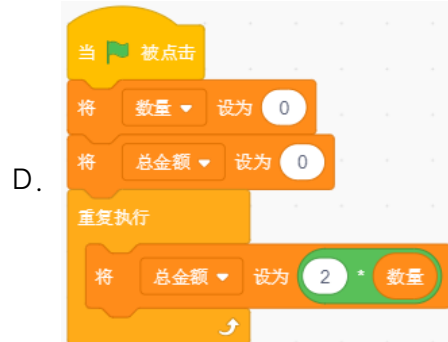 当 被点击
将 数量 设为 0
将 总金额 设为 0
D.
重复执行
将 总金额 设为 2 * 数量